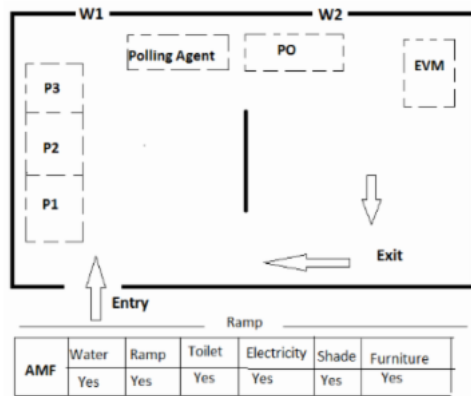 W1 W2
Polling Agent PO
EVM
P3
P2
P1
Exit
Entry
Ramp
AMF Water Ramp Toilet Electricity Shade Furniture
Yes Yes Yes Yes Yes Yes